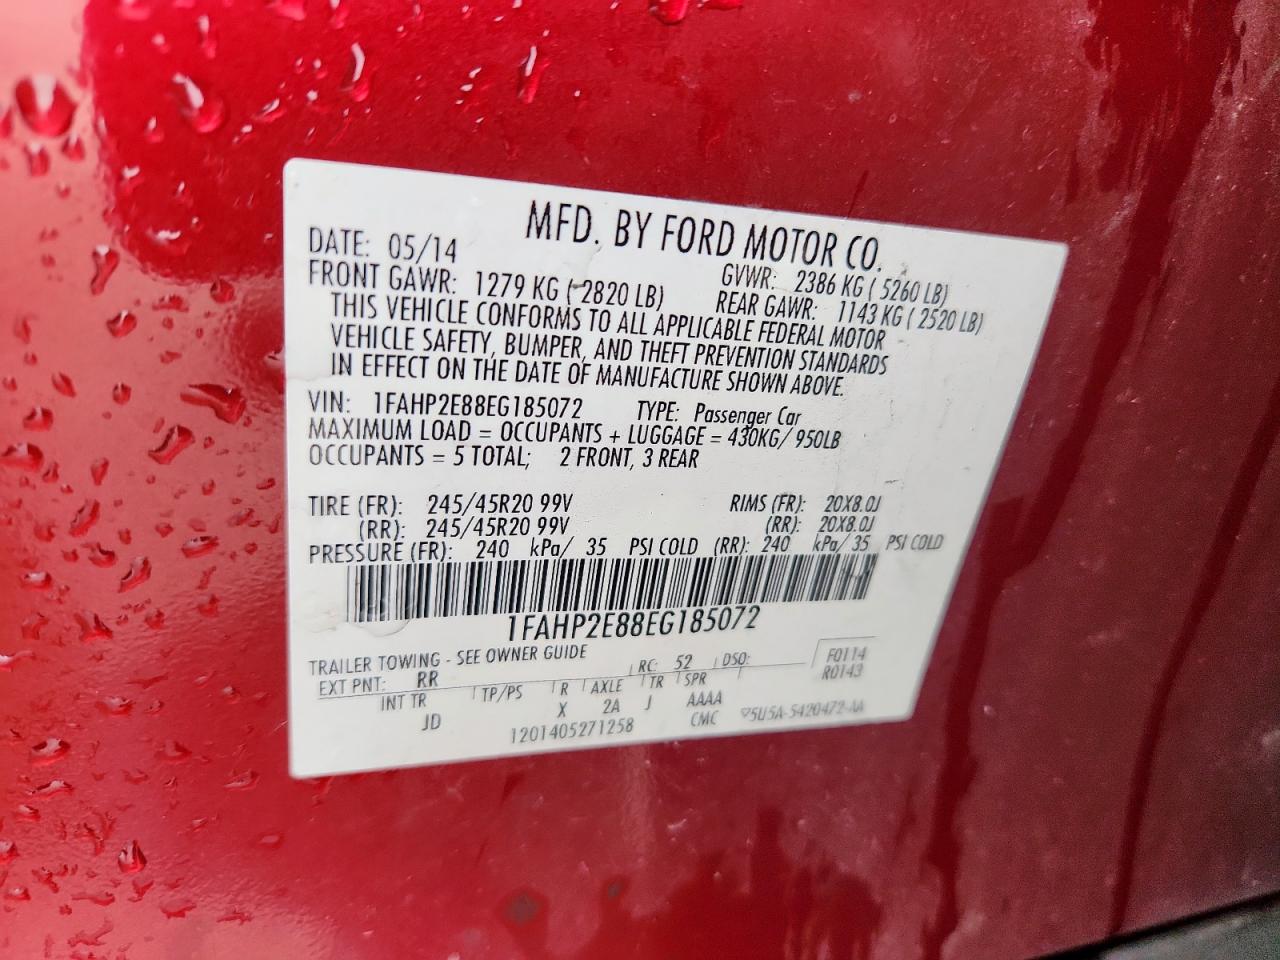 MFD. BY FORD MOTOR CO.
DATE: 05/14 GVWR: 2386 KG ( 5260 LB)
FRONT GAWR: 1279 KG ( 2820 LB) REAR GAWR: 1143 KG ( 2520 LB)
THIS VEHICLE CONFORMS TO ALL APPLICABLE FEDERAL MOTOR
VEHICLE SAFETY, BUMPER, AND THEFT PREVENTION STANDARDS
IN EFFECT ON THE DATE OF MANUFACTURE SHOWN ABOVE.
VIN: 1FAHP2E88EG185072 TYPE: Passenger Car
MAXIMUM LOAD = OCCUPANTS + LUGGAGE = 430KG/ 950LB
OCCUPANTS = 5 TOTAL; 2 FRONT, 3 REAR
TIRE (FR): 245/45R20 99V RIMS (FR): 20X8.0J
(RR): 245/45R20 99V (RR): 20X8.0J
PRESSURE (FR): 240 kPa/ 35 PSI COLD (RR): 240 kPa/ 35 PSI COLD
1FAHP2E88EG185072
TRAILER TOWING - SEE OWNER GUIDE
EXT PNT: RR RC: 52 DSO: F0114
R0143
INT TR TP/PS R AXLE TR SPR
JD X 2A J AAAA
1201405271258 CMC 5U5A-5420472-AA